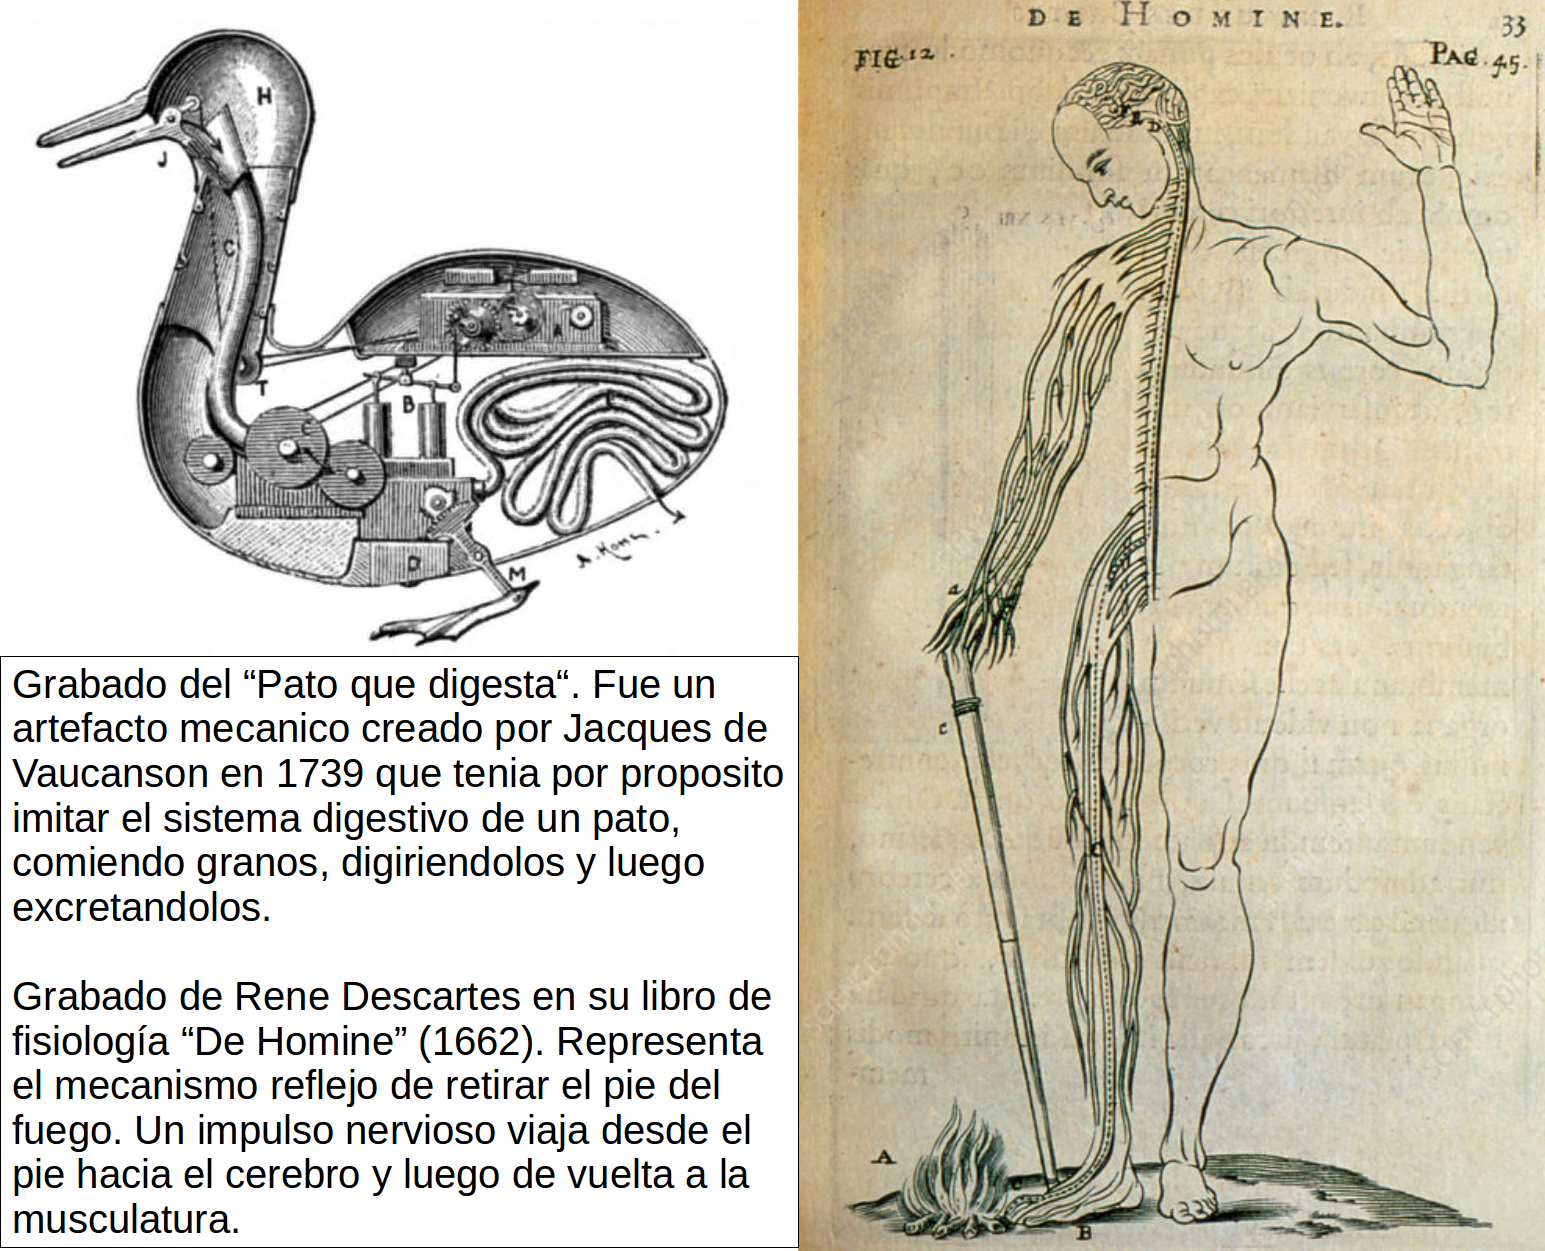 H
J
C
A
T
B
C
D
M
A. Kone.
Grabado del “Pato que digesta“. Fue un
artefacto mecanico creado por Jacques de
Vaucanson en 1739 que tenia por proposito
imitar el sistema digestivo de un pato,
comiendo granos, digiriendolos y luego
excretandolos.
Grabado de Rene Descartes en su libro de
fisiología “De Homine” (1662). Representa
el mecanismo reflejo de retirar el pie del
fuego. Un impulso nervioso viaja desde el
pie hacia el cerebro y luego de vuelta a la
musculatura.
DE HOMINE. 33
FIG. 12. PAG. 45.
F E D
d
c
C
A
B